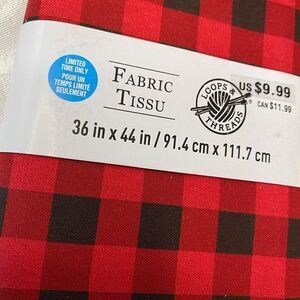 LIMITED
TIME ONLY
POUR UN
TEMPS LIMITÉ
SEULEMENT
FABRIC
TISSU
LOOPS &
THREADS
US $9.99
CAN $11.99
36 in x 44 in / 91.4 cm x 111.7 cm